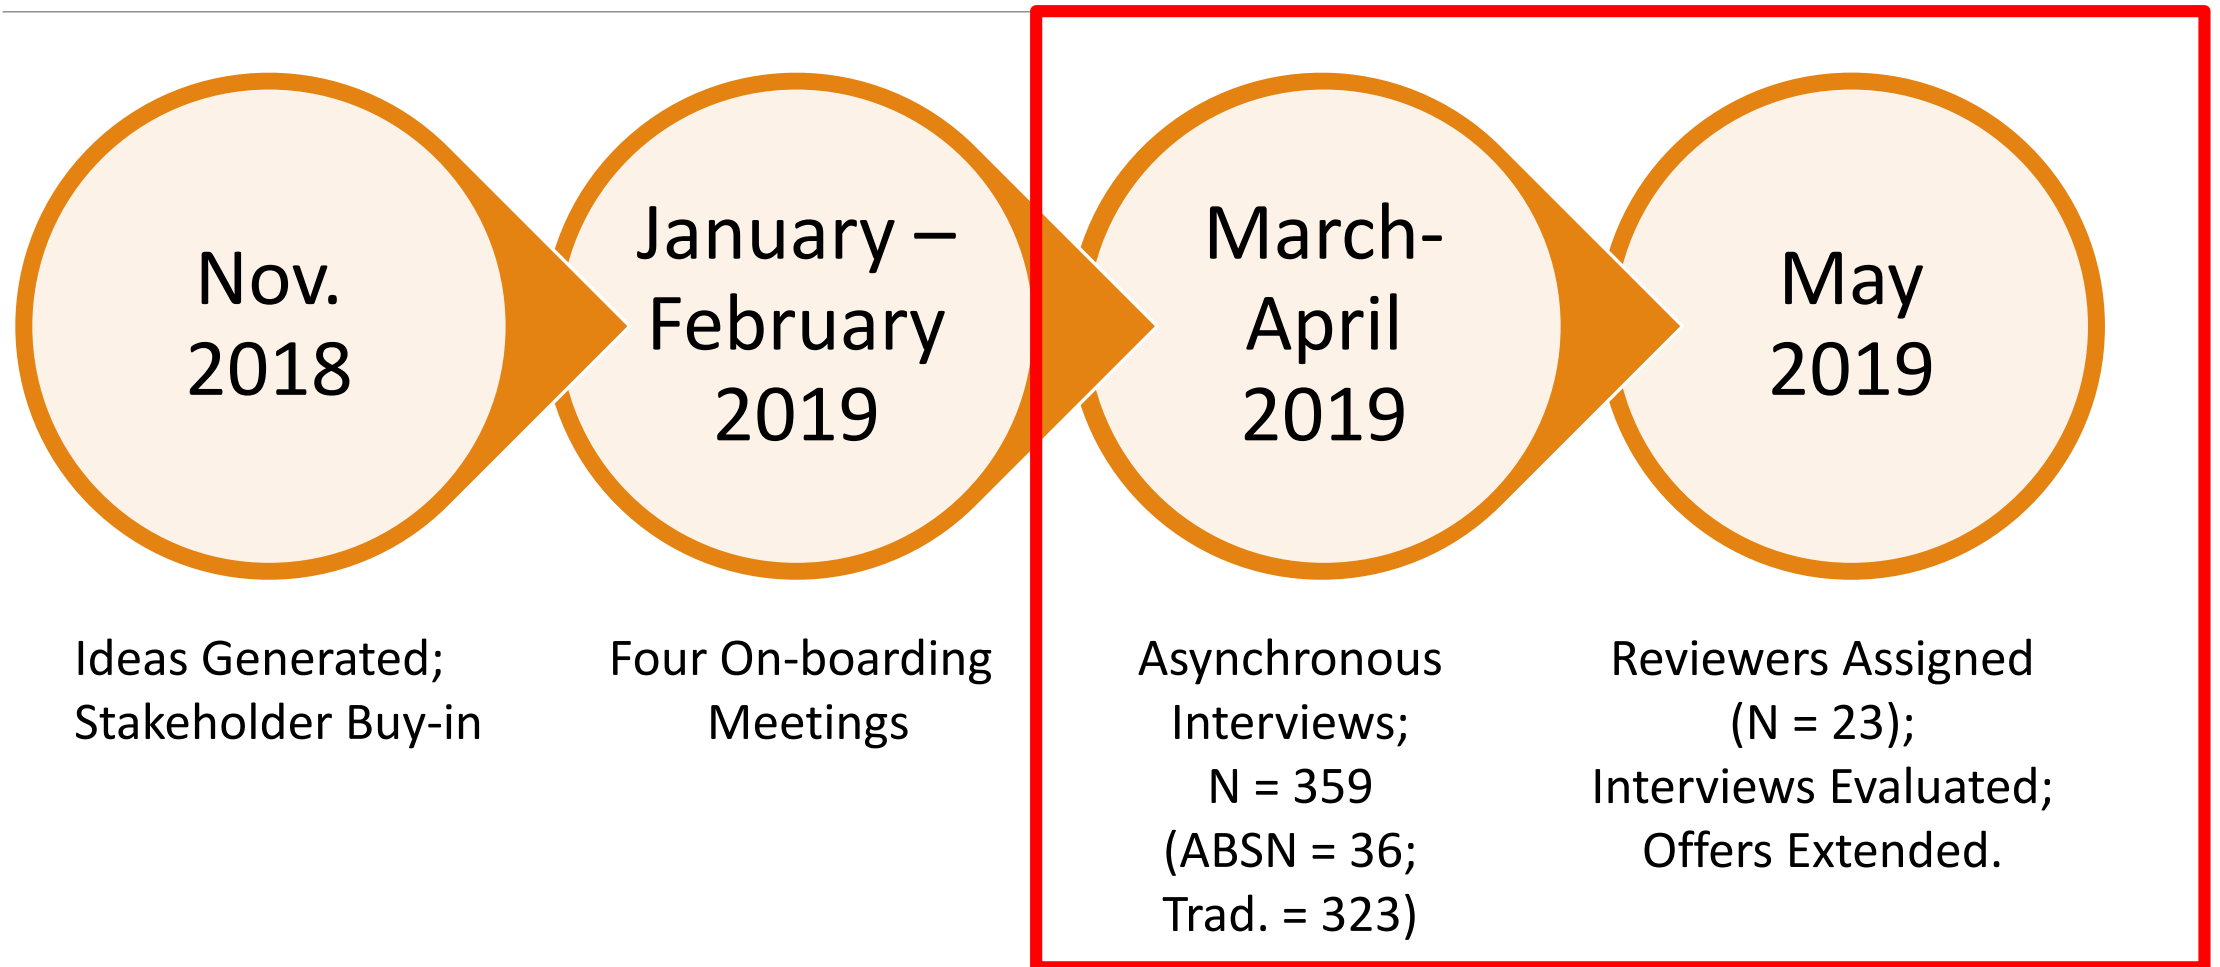 Nov.
2018
January –
February
2019
March-
April
2019
May
2019
Ideas Generated;
Stakeholder Buy-in
Four On-boarding
Meetings
Asynchronous
Interviews;
N = 359
(ABSN = 36;
Trad. = 323)
Reviewers Assigned
(N = 23);
Interviews Evaluated;
Offers Extended.